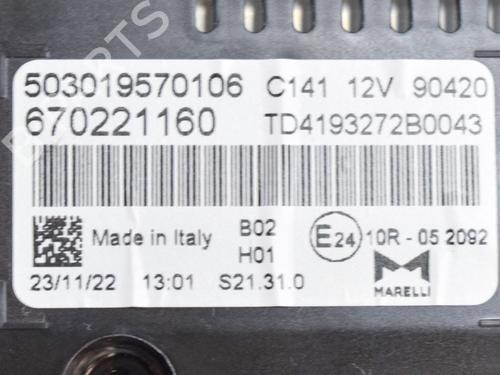 503019570106 C141 12V 90420
670221160 TD4193272B0043
Made in Italy B02 H01
E24 10R - 05 2092
23/11/22 13:01 S21.31.0
MARELLI
PARTS